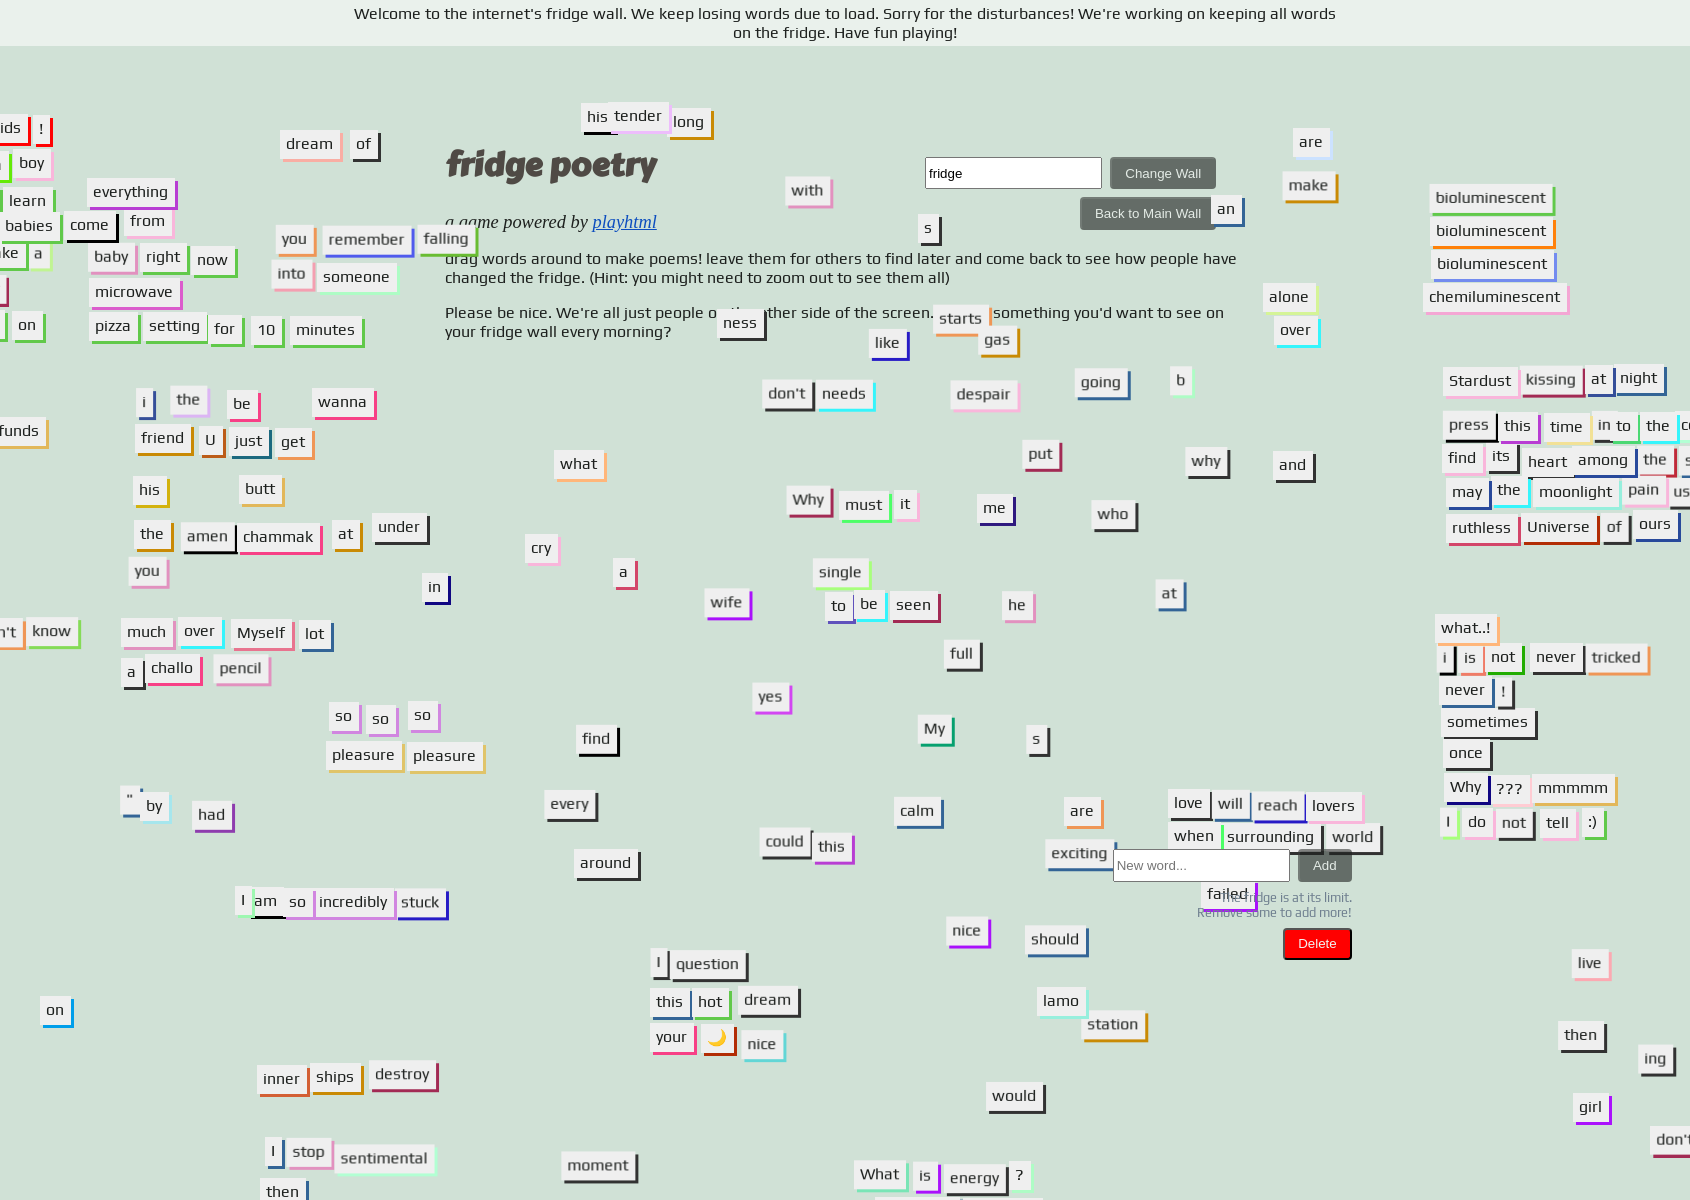 Welcome to the internet's fridge wall. We keep losing words due to load. Sorry for the disturbances! We're working on keeping all words
on the fridge. Have fun playing!
his tender long
ids !
dream of
are
boy
fridge poetry
fridge
Change Wall
with
make
everything
learn
bioluminescent
Back to Main Wall
an
babies come from
a game powered by playhtml
s
bioluminescent
you remember falling
ke a
baby right now
drag words around to make poems! leave them for others to find later and come back to see how people have
changed the fridge. (Hint: you might need to zoom out to see them all)
bioluminescent
into someone
microwave
alone
chemiluminescent
on
pizza setting for 10 minutes
Please be nice. We're all just people on the other side of the screen. something you'd want to see on
your fridge wall every morning?
ness
starts
gas
like
over
i the be wanna
don't needs
despair
going
b
Stardust kissing at night
funds
friend U just get
press this time in to the
what
put
why
and
find its heart among the
his butt
Why must it
me
who
may the moonlight pain us
the amen chammak at under
ruthless Universe of ours
cry
you
in
a
single
wife
to be seen
he
at
n't know
much over Myself lot
what..!
full
i is not never tricked
a challo pencil
yes
never !
so so so
sometimes
find
My
s
pleasure pleasure
once
Why ??? mmmmm
" by had
every
calm
are
love will reach lovers
I do not tell :)
could this
when surrounding world
around
exciting
New word...
Add
I am so incredibly stuck
failed
The fridge is at its limit.
Remove some to add more!
nice
should
Delete
I question
live
on
this hot dream
lamo
station
your 🌙 nice
then
ing
inner ships destroy
would
girl
I stop sentimental
don't
moment
What is energy ?
then